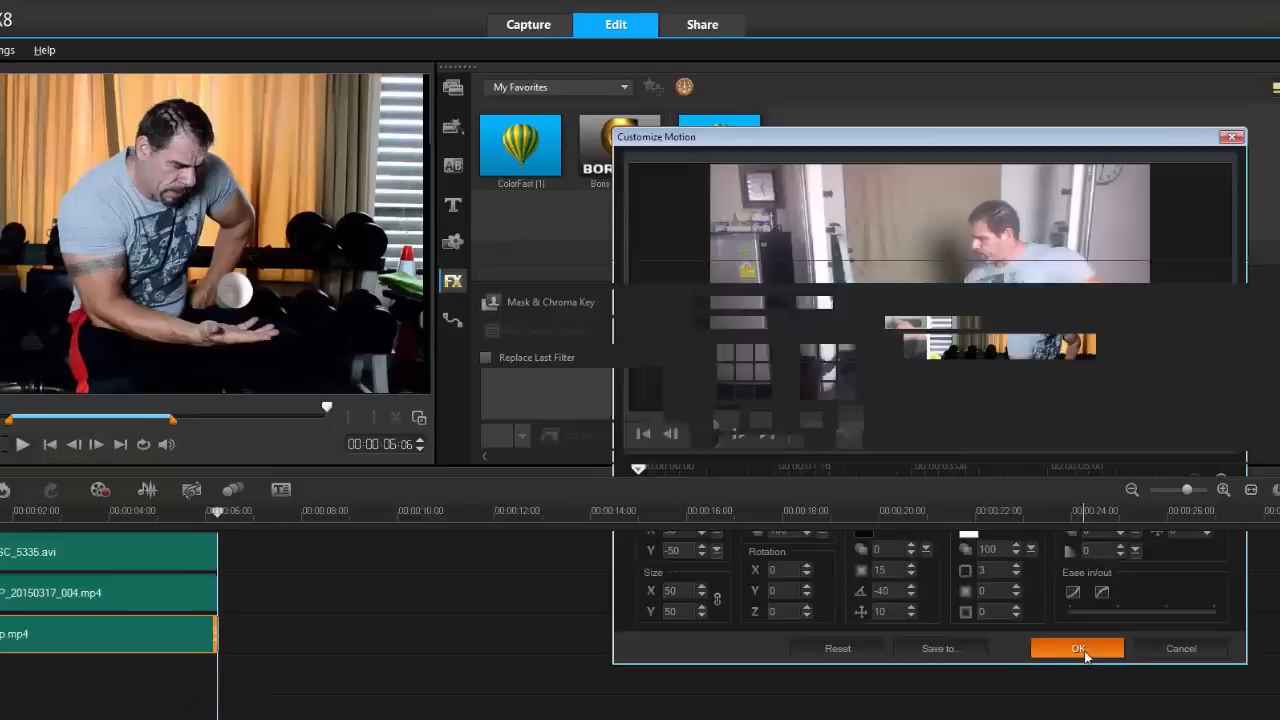 X8
Capture
Edit
Share
ngs
Help
My Favorites
ColorFast [1]
BOR
Boris
Customize Motion
AB
T
FX
Mask & Chroma Key
Replace Last Filter
00:00:06:06
00:00:02:00
00:00:04:00
00:00:06:00
00:00:08:00
00:00:10:00
00:00:12:00
00:00:14:00
00:00:16:00
00:00:18:00
00:00:20:00
00:00:22:00
00:00:24:00
00:00:26:00
SC_5335.avi
P_20150317_004.mp4
p.mp4
Y -50
Size
X 50
Y 50
Rotation
X 0
Y 0
Z 0
0
15
-40
10
100
3
0
0
0
Ease in/out
Reset
Save to...
OK
Cancel